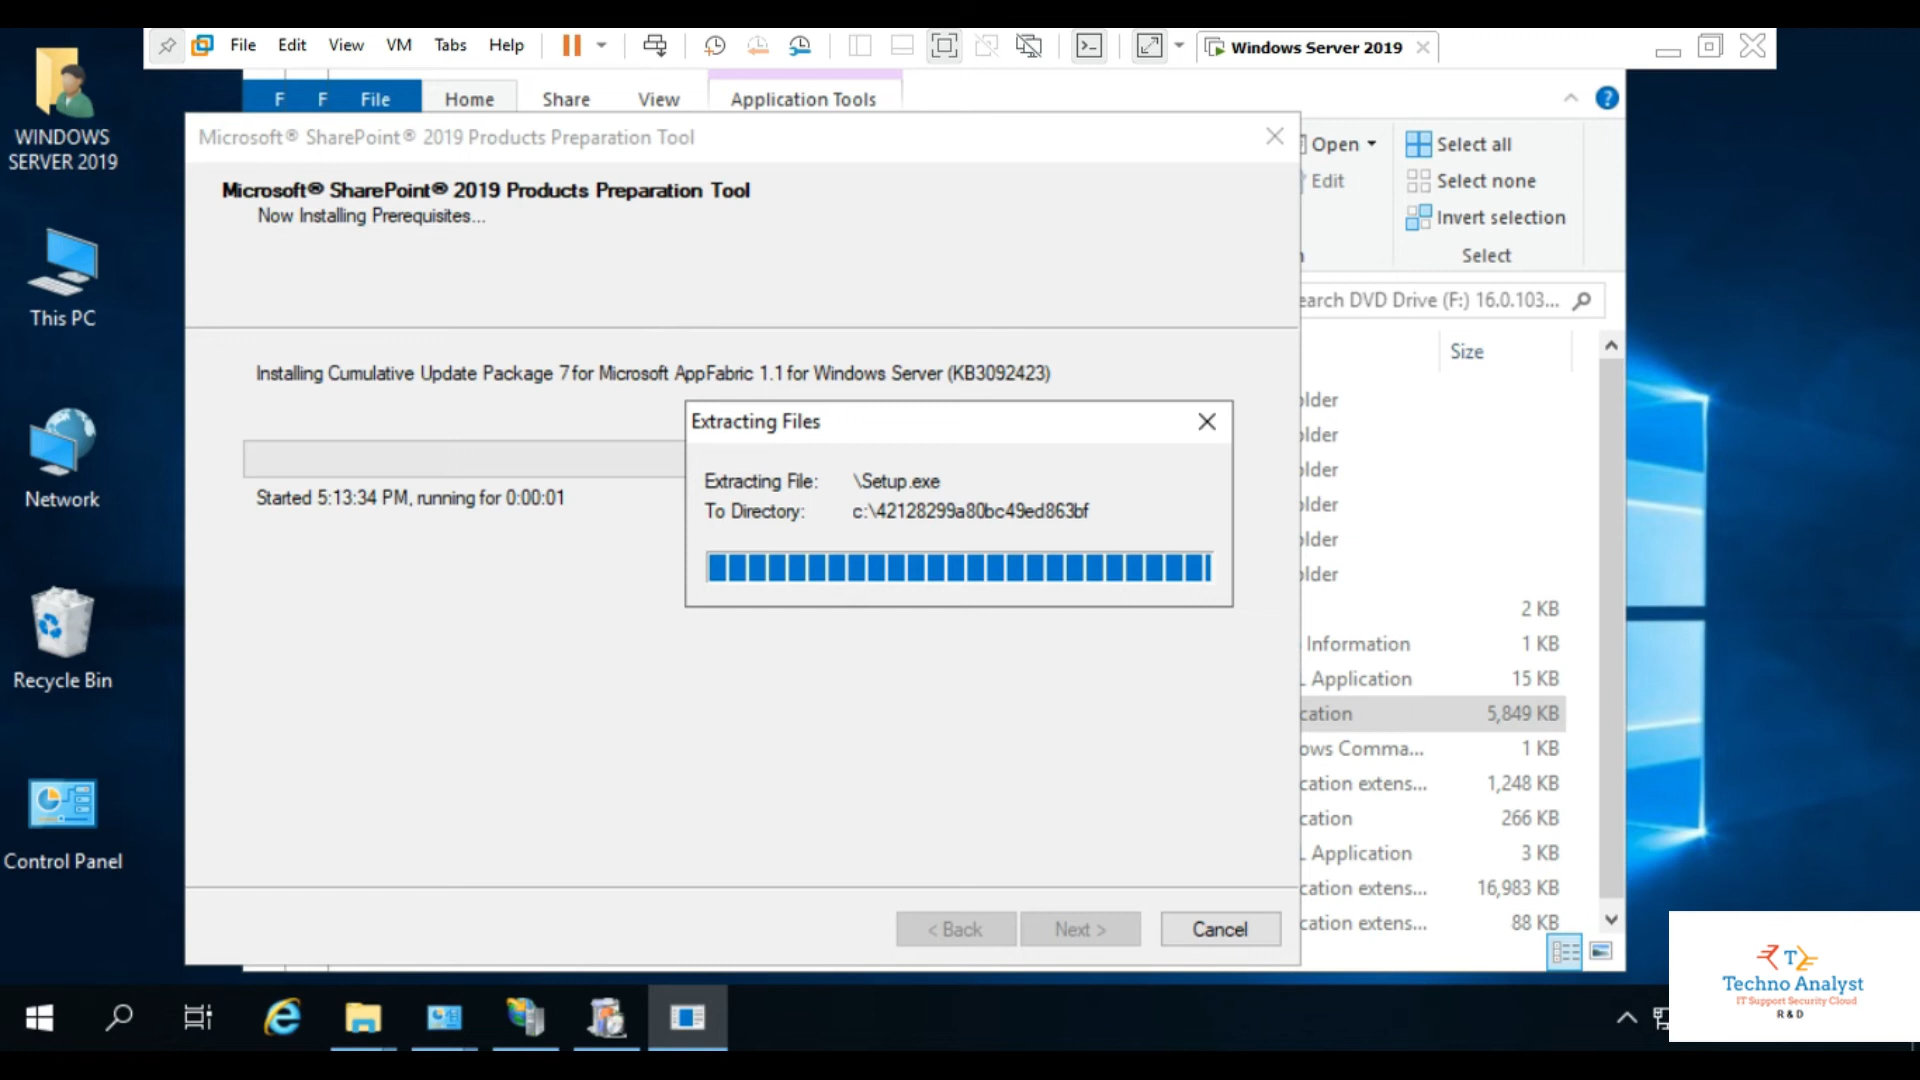 File Edit View VM Tabs Help
Windows Server 2019
F F File Home Share View Application Tools
WINDOWS
SERVER 2019
This PC
Network
Recycle Bin
Control Panel
Microsoft® SharePoint® 2019 Products Preparation Tool
Microsoft® SharePoint® 2019 Products Preparation Tool
Now Installing Prerequisites...
Installing Cumulative Update Package 7 for Microsoft AppFabric 1.1 for Windows Server (KB3092423)
Started 5:13:34 PM, running for 0:00:01
Extracting Files
Extracting File: \Setup.exe
To Directory: c:\42128299a80bc49ed863bf
< Back Next > Cancel
Open
Edit
Select all
Select none
Invert selection
Select
earch DVD Drive (F:) 16.0.103...
Size
older
older
older
older
older
older
2 KB
Information 1 KB
Application 15 KB
cation 5,849 KB
ows Comma... 1 KB
cation extens... 1,248 KB
cation 266 KB
Application 3 KB
cation extens... 16,983 KB
cation extens... 88 KB
T
Techno Analyst
IT Support Security Cloud
R & D